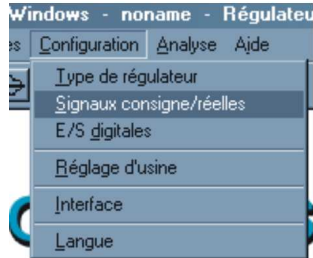 Windows - noname - Régulateu
es Configuration Analyse Aide
Type de régulateur
Signaux consigne/réelles
E/S digitales
Réglage d'usine
Interface
Langue